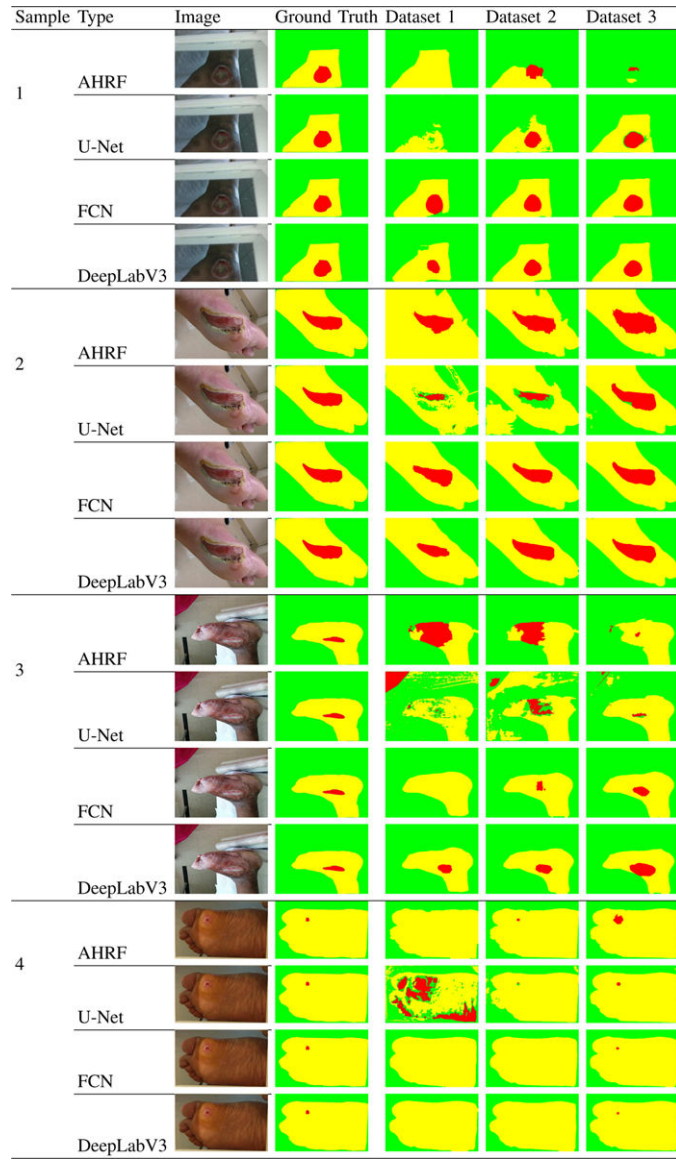 Sample Type Image Ground Truth Dataset 1 Dataset 2 Dataset 3
1
AHRF
U-Net
FCN
DeepLabV3
2
AHRF
U-Net
FCN
DeepLabV3
3
AHRF
U-Net
FCN
DeepLabV3
4
AHRF
U-Net
FCN
DeepLabV3